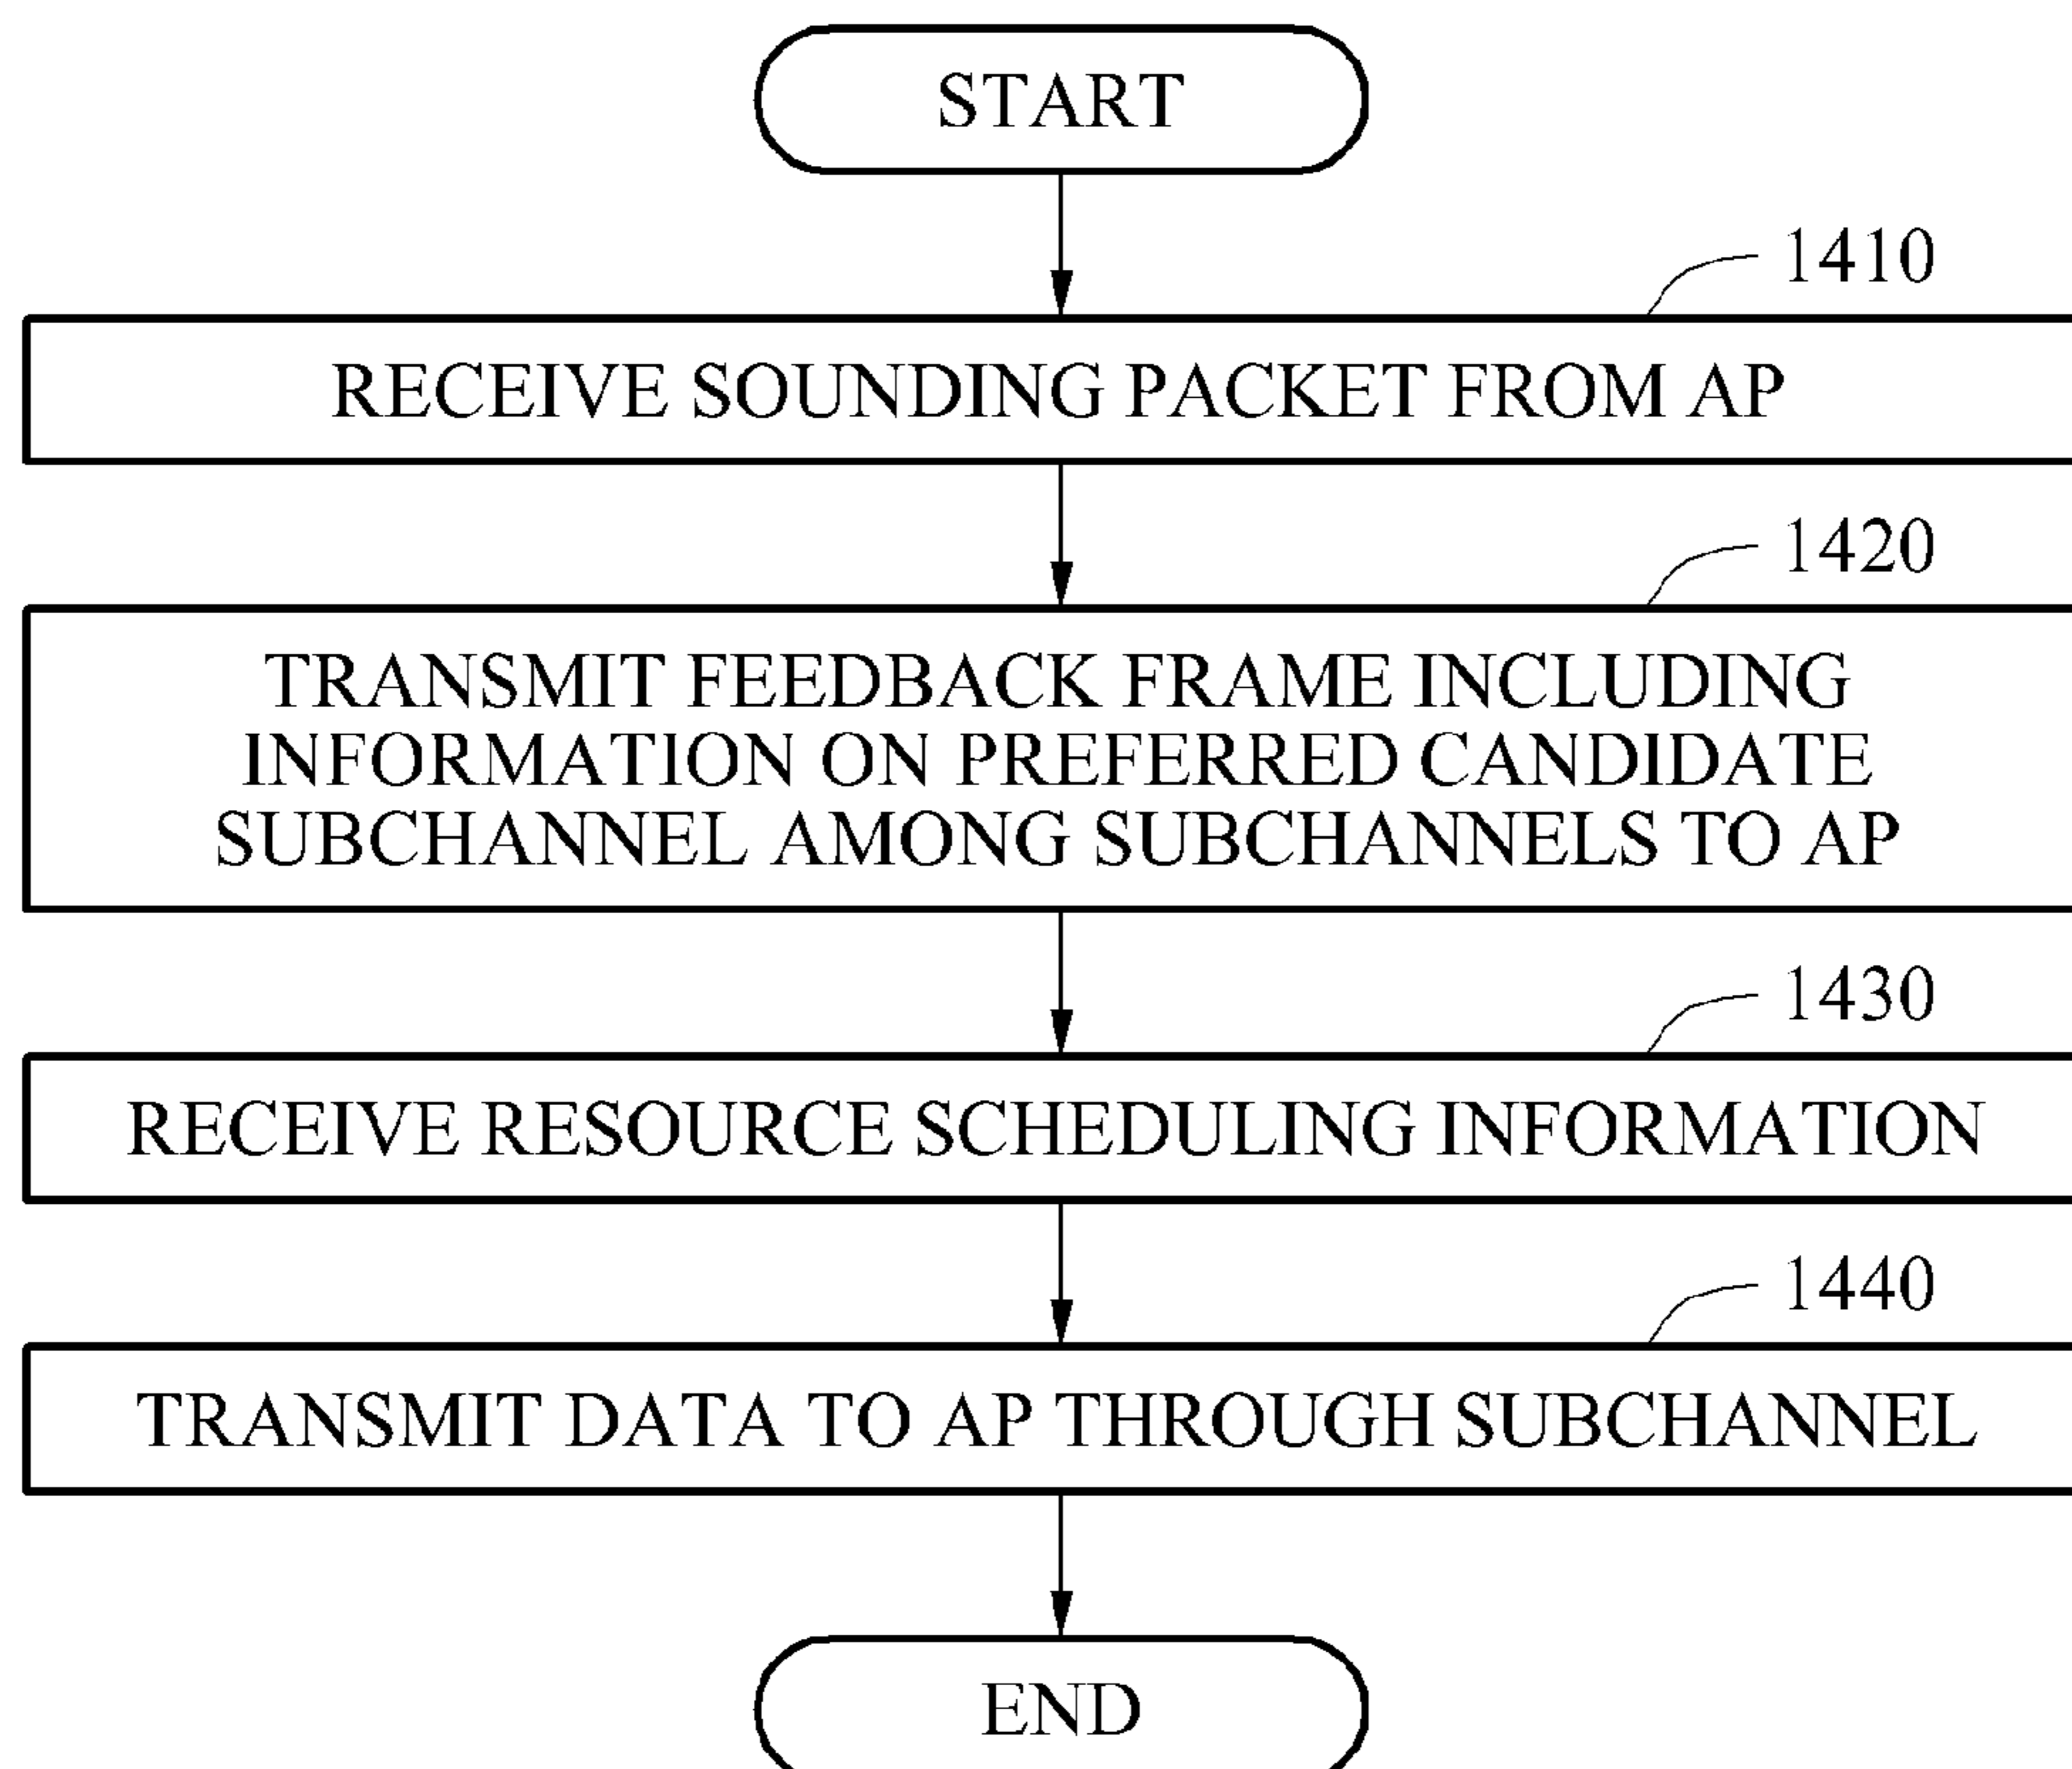 START
1410
RECEIVE SOUNDING PACKET FROM AP
1420
TRANSMIT FEEDBACK FRAME INCLUDING
INFORMATION ON PREFERRED CANDIDATE
SUBCHANNEL AMONG SUBCHANNELS TO AP
1430
RECEIVE RESOURCE SCHEDULING INFORMATION
1440
TRANSMIT DATA TO AP THROUGH SUBCHANNEL
END